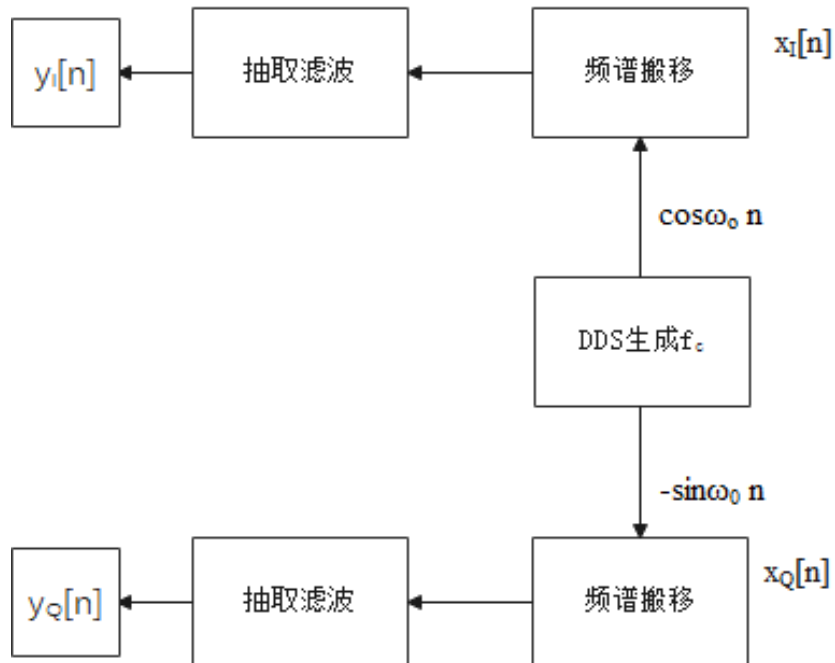 yI[n]
抽取滤波
频谱搬移
xI[n]
cosωo n
DDS生成fc
-sinω0 n
yQ[n]
抽取滤波
频谱搬移
xQ[n]